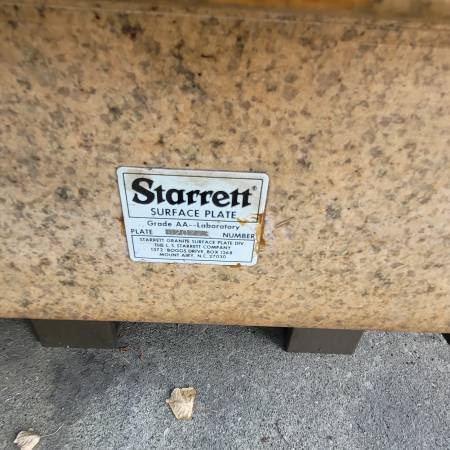 Starrett®
SURFACE PLATE
Grade AA--Laboratory
PLATE NUMBER
STARRETT GRANITE SURFACE PLATE DIV.
THE L. S. STARRETT COMPANY
1372 BOGGS DRIVE, BOX 1268
MOUNT AIRY, N.C. 27030